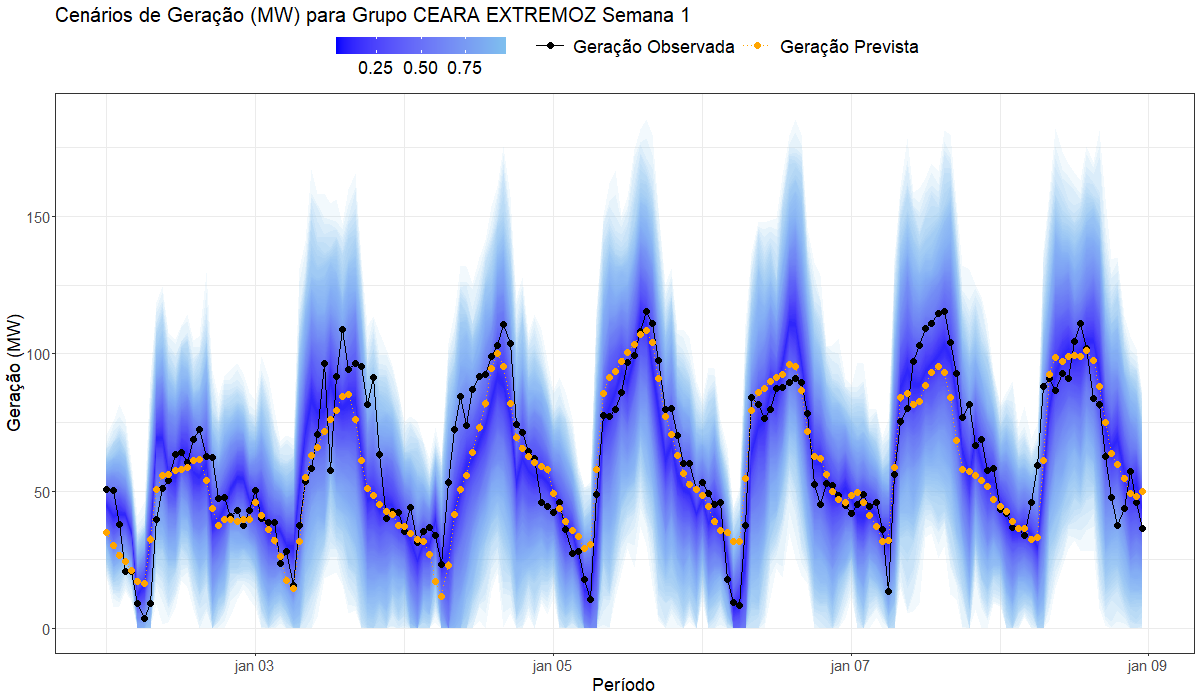 Cenários de Geração (MW) para Grupo CEARA EXTREMOZ Semana 1
0.25 0.50 0.75
Geração Observada
Geração Prevista
Geração (MW)
150
100
50
0
jan 03
jan 05
jan 07
jan 09
Período